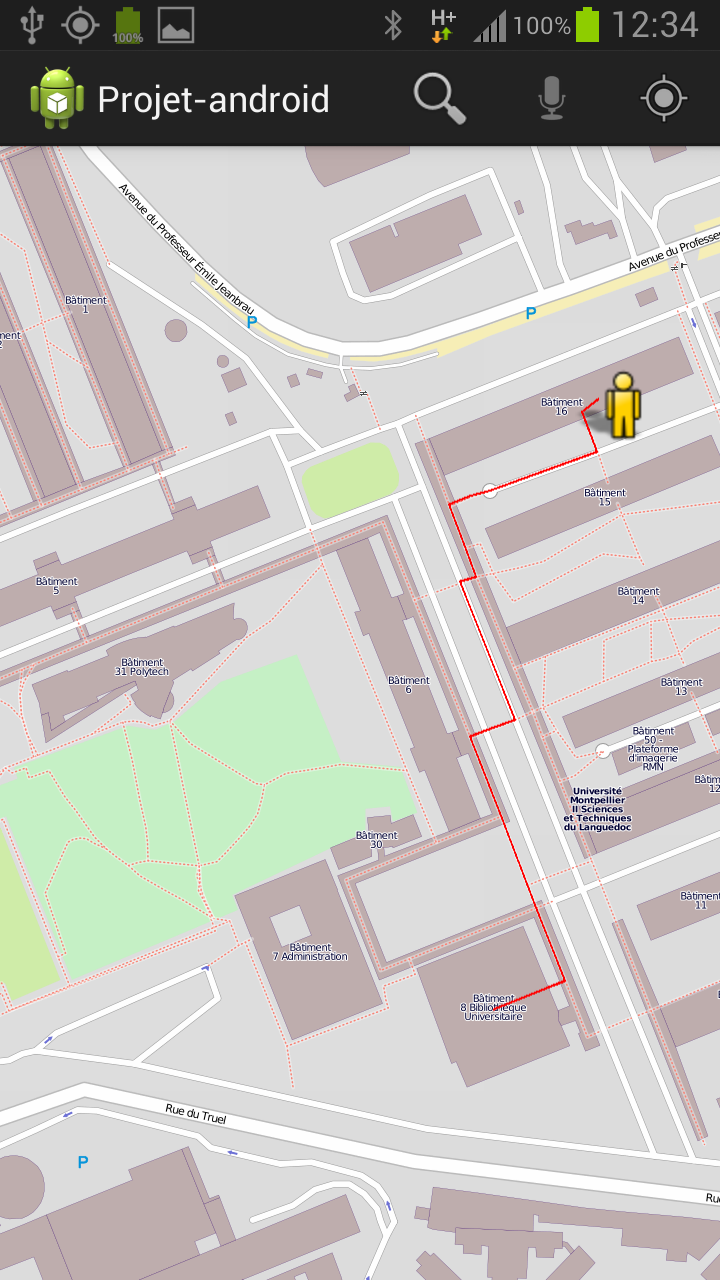 100%
H+
100%
12:34
Projet-android
Avenue du Professeur Émile Jeanbrau
Avenue du Professe
P
P
Bâtiment
1
Bâtiment
16
Bâtiment
15
Bâtiment
5
Bâtiment
14
Bâtiment
31 Polytech
Bâtiment
6
Bâtiment
13
Bâtiment
50 -
Plateforme
d'imagerie
RMN
Université
Montpellier
II Sciences
et Techniques
du Languedoc
Bâtim
12
Bâtiment
30
Bâtiment
11
Bâtiment
7 Administration
Bâtiment
8 Bibliothèque
Universitaire
Rue du Truel
P
Rue